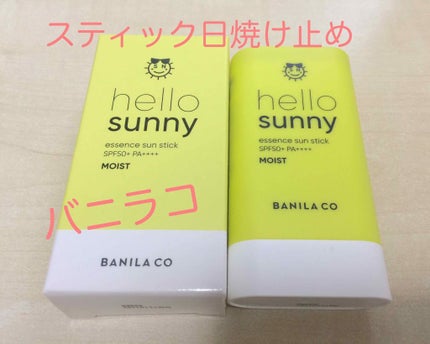 スティック日焼け止め
S N
hello
sunny
essence sun stick
SPF50+ PA++++
MOIST
BANILA CO
バニラコ
S N
hello
sunny
essence sun stick
SPF50+ PA++++
MOIST
BANILA CO